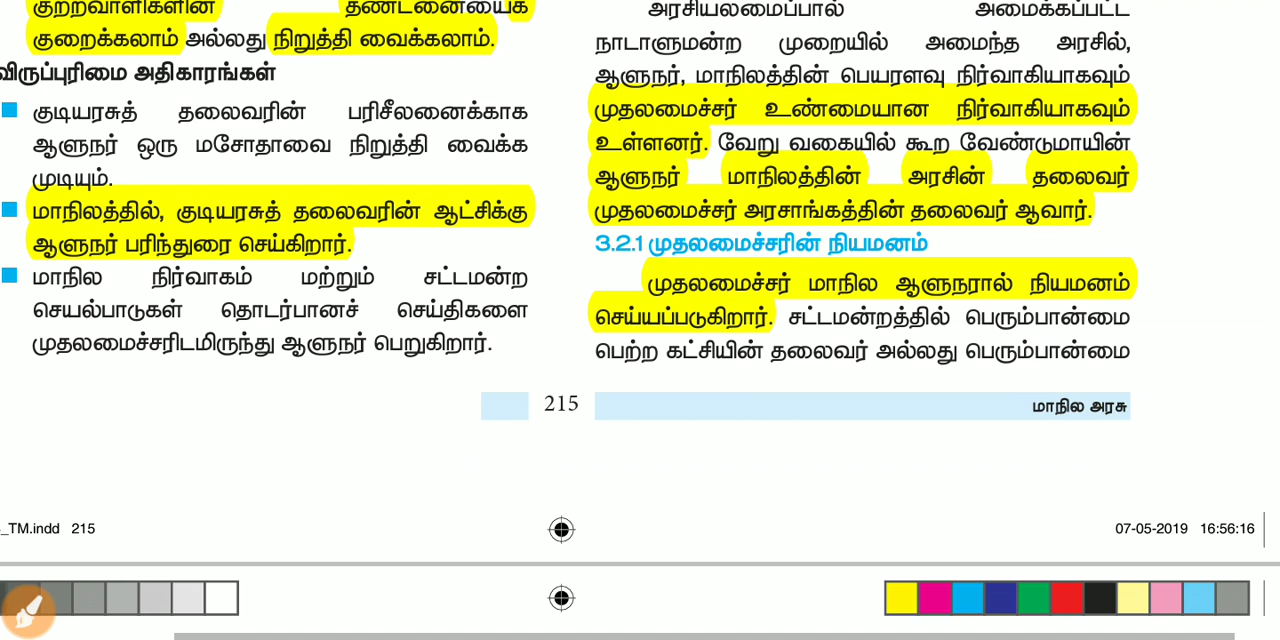 குற்றவாளிகளின் தண்டனையைக்
குறைக்கலாம் அல்லது நிறுத்தி வைக்கலாம்.
விருப்புரிமை அதிகாரங்கள்
குடியரசுத் தலைவரின் பரிசீலனைக்காக
ஆளுநர் ஒரு மசோதாவை நிறுத்தி வைக்க
முடியும்.
மாநிலத்தில், குடியரசுத் தலைவரின் ஆட்சிக்கு
ஆளுநர் பரிந்துரை செய்கிறார்.
மாநில நிர்வாகம் மற்றும் சட்டமன்ற
செயல்பாடுகள் தொடர்பானச் செய்திகளை
முதலமைச்சரிடமிருந்து ஆளுநர் பெறுகிறார்.
அரசியலமைப்பால் அமைக்கப்பட்ட
நாடாளுமன்ற முறையில் அமைந்த அரசில்,
ஆளுநர், மாநிலத்தின் பெயரளவு நிர்வாகியாகவும்
முதலமைச்சர் உண்மையான நிர்வாகியாகவும்
உள்ளனர். வேறு வகையில் கூற வேண்டுமாயின்
ஆளுநர் மாநிலத்தின் அரசின் தலைவர்
முதலமைச்சர் அரசாங்கத்தின் தலைவர் ஆவார்.
3.2.1 முதலமைச்சரின் நியமனம்
முதலமைச்சர் மாநில ஆளுநரால் நியமனம்
செய்யப்படுகிறார். சட்டமன்றத்தில் பெரும்பான்மை
பெற்ற கட்சியின் தலைவர் அல்லது பெரும்பான்மை
215
மாநில அரசு
_TM.indd 215
07-05-2019 16:56:16